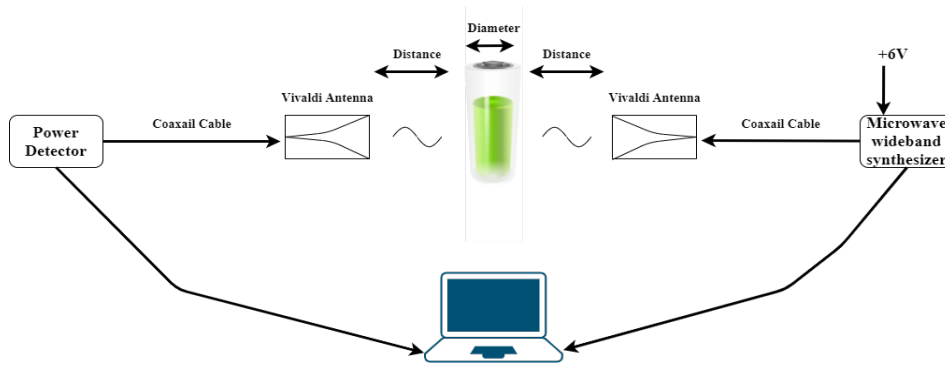 Diameter
Distance
Distance
+6V
Vivaldi Antenna
Vivaldi Antenna
Power
Detector
Coaxail Cable
Coaxail Cable
Microwave
wideband
synthesizer